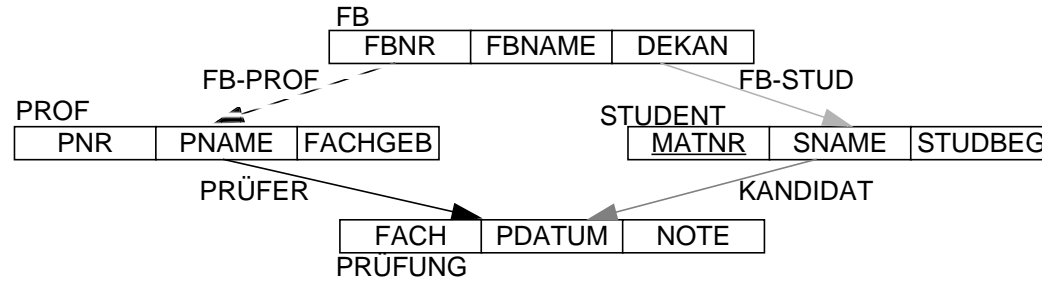 FB
FBNR FBNAME DEKAN
FB-PROF FB-STUD
PROF STUDENT
PNR PNAME FACHGEB MATNR SNAME STUDBEG
PRÜFER KANDIDAT
FACH PDATUM NOTE
PRÜFUNG